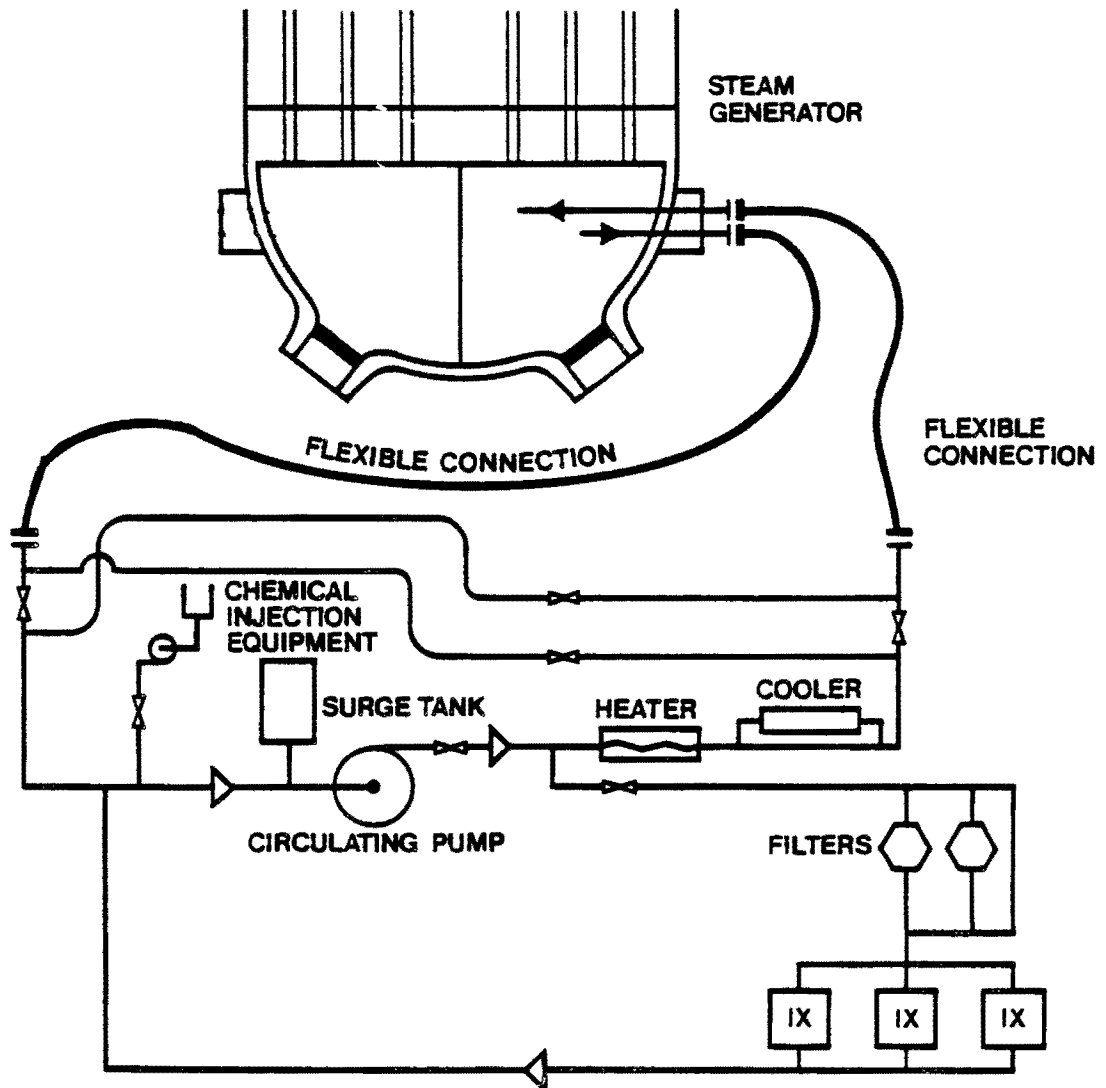 STEAM
GENERATOR
FLEXIBLE CONNECTION
FLEXIBLE
CONNECTION
CHEMICAL
INJECTION
EQUIPMENT
SURGE TANK
HEATER
COOLER
CIRCULATING PUMP
FILTERS
IX
IX
IX